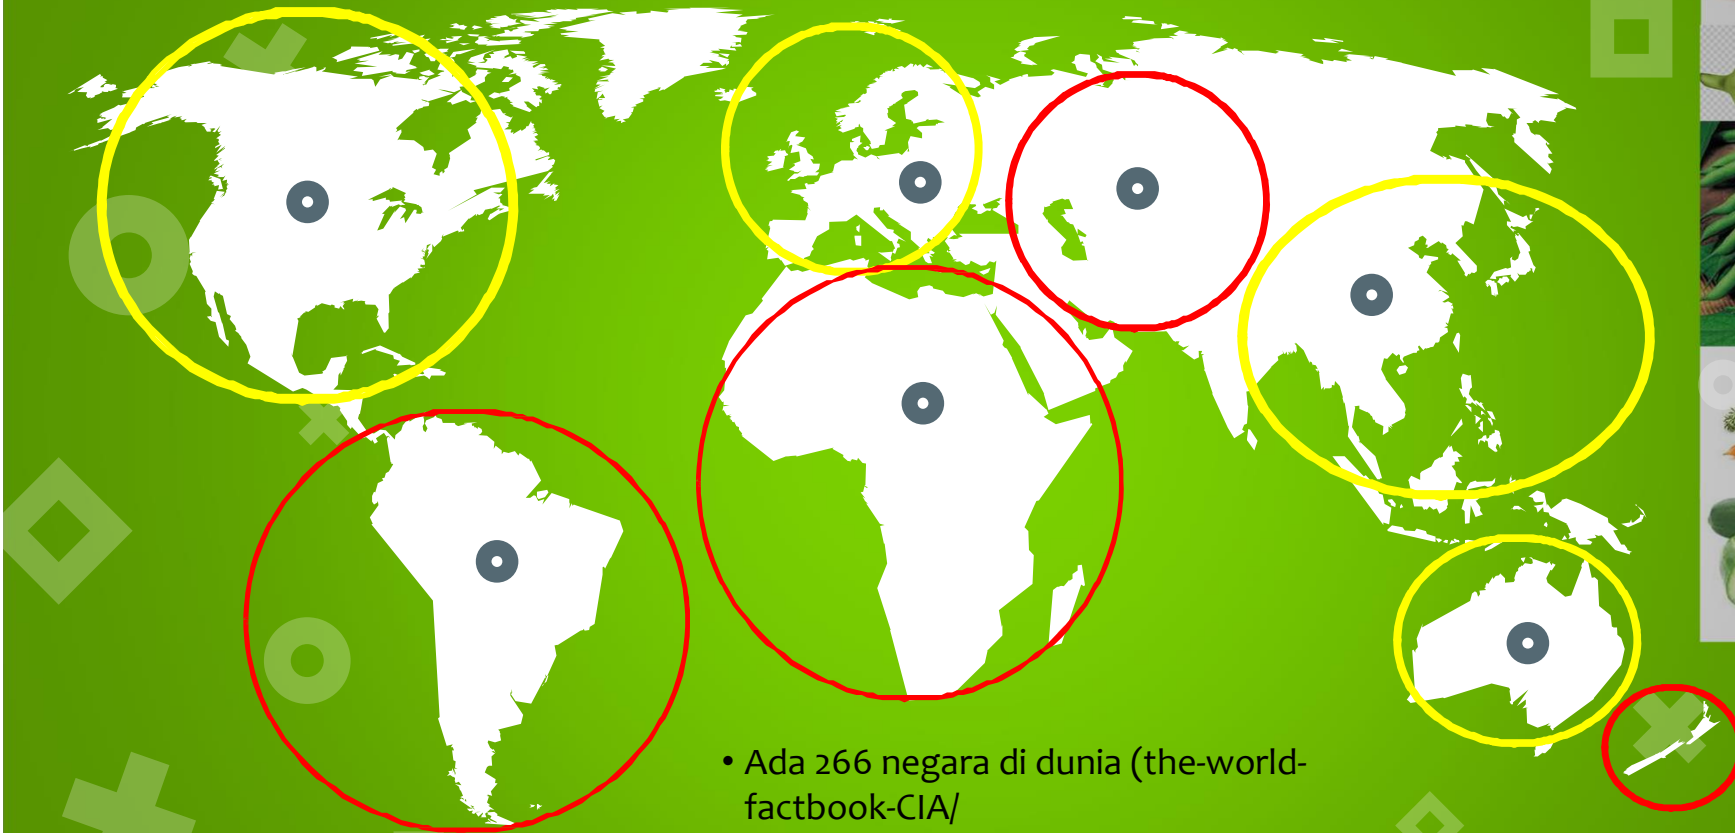 • Ada 266 negara di dunia (the-world-
factbook-CIA/